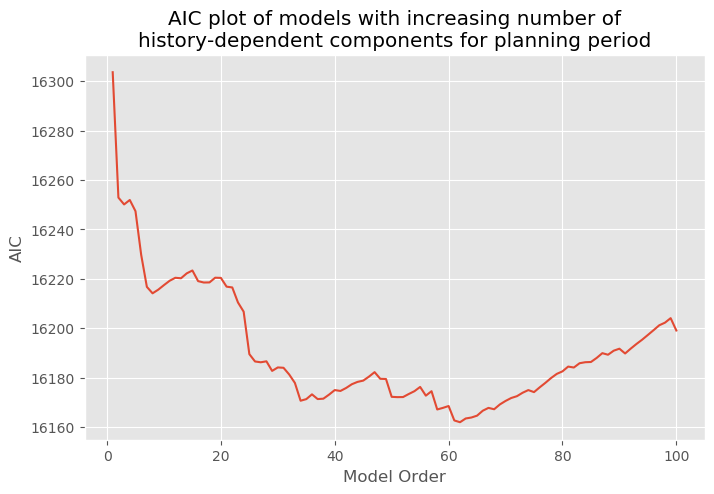 AIC plot of models with increasing number of
history-dependent components for planning period
16300
16280
16260
16240
16220
16200
16180
16160
AIC
0 20 40 60 80 100
Model Order